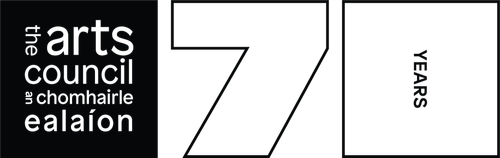 the arts
council
an chomhairle
ealaíon
7
YEARS